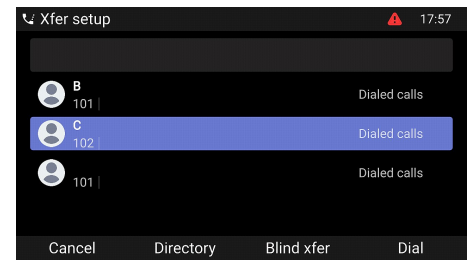 Xfer setup 17:57
B
101 Dialed calls
C
102 Dialed calls
101 Dialed calls
Cancel Directory Blind xfer Dial